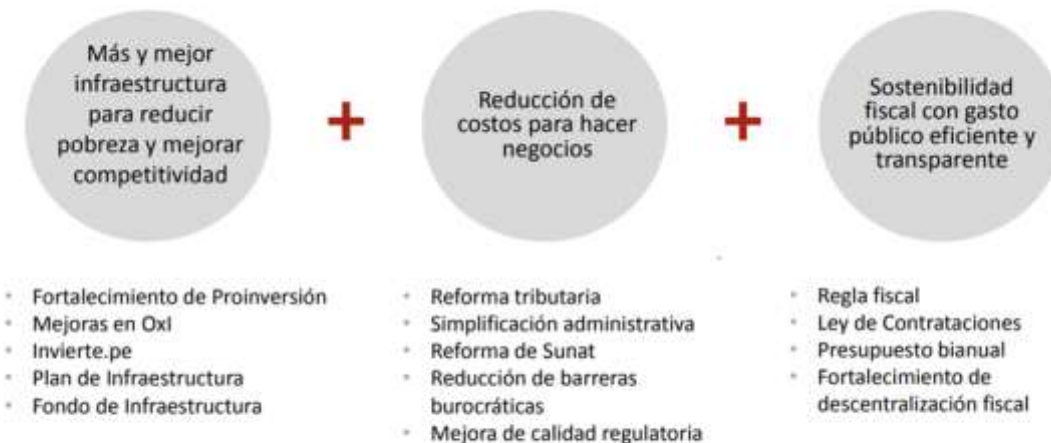 Más y mejor
infraestructura
para reducir
pobreza y mejorar
competitividad
+
Reducción de
costos para hacer
negocios
+
Sostenibilidad
fiscal con gasto
público eficiente y
transparente
• Fortalecimiento de Proinversión
• Mejoras en OxI
• Invierte.pe
• Plan de Infraestructura
• Fondo de Infraestructura
• Reforma tributaria
• Simplificación administrativa
• Reforma de Sunat
• Reducción de barreras
burocráticas
• Mejora de calidad regulatoria
• Regla fiscal
• Ley de Contrataciones
• Presupuesto bianual
• Fortalecimiento de
descentralización fiscal